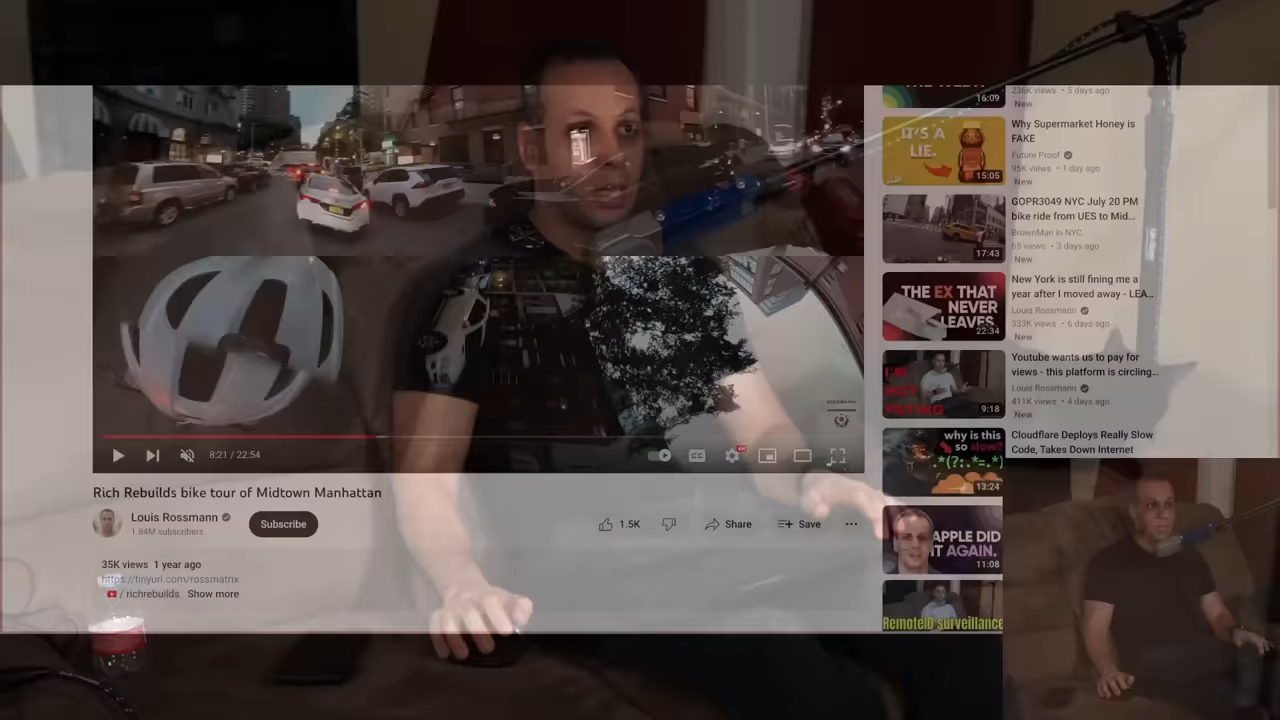 16:09
236K views • 5 days ago
New
IT'S A
LIE.
15:05
Why Supermarket Honey is
FAKE
Future Proof
95K views • 1 day ago
New
17:43
GOPR3049 NYC July 20 PM
bike ride from UES to Mid...
BrownMan in NYC
65 views • 3 days ago
New
THE EX THAT
NEVER
LEAVES.
22:34
New York is still fining me a
year after I moved away - LEA...
Louis Rossmann
333K views • 6 days ago
New
I'M
NOT
PAYING
9:18
Youtube wants us to pay for
views - this platform is circling...
Louis Rossmann
411K views • 4 days ago
New
why is this
so slow?
.*(?:.*=.*)
13:24
Cloudflare Deploys Really Slow
Code, Takes Down Internet
APPLE DID
IT AGAIN.
11:08
RemoteID surveillance
8:21 / 22:54
CC
Rich Rebuilds bike tour of Midtown Manhattan
Louis Rossmann
1.84M subscribers
Subscribe
1.5K
Share
Save
35K views 1 year ago
https://tinyurl.com/rossmatrix
/ richrebuilds Show more